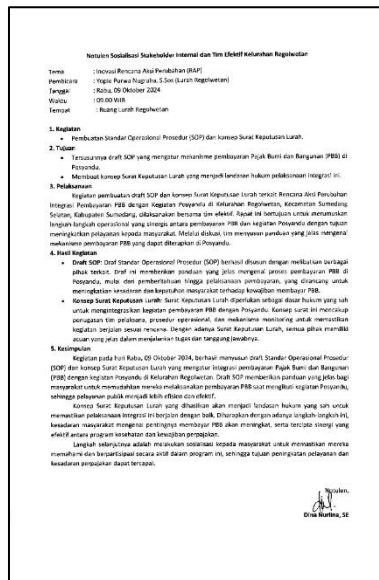 Notulen Sosialisasi Stakeholder Internal dan Tim Efektif Kelurahan Regolwetan
Tema : Inovasi Rencana Aksi Perubahan (RAP)
Pembicara : Yopie Purwa Nugraha, S.Sos (Lurah Regolwetan)
Tanggal : Rabu, 09 Oktober 2024
Waktu : 09.00 WIB
Tempat : Ruang Lurah Regolwetan
1. Kegiatan
• Pembuatan Standar Operasional Prosedur (SOP) dan konsep Surat Keputusan Lurah.
2. Tujuan
• Tersusunnya draft SOP yang mengatur mekanisme pembayaran Pajak Bumi dan Bangunan (PBB) di
Posyandu.
• Membuat konsep Surat Keputusan Lurah yang menjadi landasan hukum pelaksanaan integrasi ini.
3. Pelaksanaan
Kegiatan pembuatan draft SOP dan konsep Surat Keputusan Lurah terkait Rencana Aksi Perubahan
Integrasi Pembayaran PBB dengan Kegiatan Posyandu di Kelurahan Regolwetan, Kecamatan Sumedang
Selatan, Kabupaten Sumedang, dilaksanakan bersama tim efektif. Rapat ini bertujuan untuk merumuskan
langkah-langkah operasional yang sinergis antara pembayaran PBB dan kegiatan Posyandu dengan tujuan
meningkatkan pelayanan kepada masyarakat. Melalui diskusi, tim menyusun panduan yang jelas mengenai
mekanisme pembayaran PBB yang dapat diterapkan di Posyandu.
4. Hasil Kegiatan
• Draft SOP: Draf Standar Operasional Prosedur (SOP) berhasil disusun dengan melibatkan berbagai
pihak terkait. Draf ini memberikan panduan yang jelas mengenai proses pembayaran PBB di
Posyandu, mulai dari pemberitahuan hingga pelaksanaan pembayaran, yang dirancang untuk
meningkatkan kesadaran dan kepatuhan masyarakat terhadap kewajiban membayar PBB.
• Konsep Surat Keputusan Lurah: Surat Keputusan Lurah diperlukan sebagai dasar hukum yang sah
untuk mengintegrasikan kegiatan pembayaran PBB dengan Posyandu. Konsep surat ini mencakup
penugasan tim pelaksana, prosedur operasional, dan mekanisme monitoring untuk memastikan
kegiatan berjalan sesuai rencana. Dengan adanya Surat Keputusan Lurah, semua pihak memiliki
acuan yang jelas dalam menjalankan tugas dan tanggung jawabnya.
5. Kesimpulan
Kegiatan pada hari Rabu, 09 Oktober 2024, berhasil menyusun draft Standar Operasional Prosedur
(SOP) dan konsep Surat Keputusan Lurah yang mengatur integrasi pembayaran Pajak Bumi dan Bangunan
(PBB) dengan kegiatan Posyandu di Kelurahan Regolwetan. Draft SOP memberikan panduan yang jelas bagi
masyarakat untuk memudahkan mereka melaksanakan pembayaran PBB saat mengikuti kegiatan Posyandu,
sehingga pelayanan publik menjadi lebih efisien dan efektif.
Konsep Surat Keputusan Lurah yang dihasilkan akan menjadi landasan hukum yang sah untuk
memastikan pelaksanaan integrasi ini berjalan dengan baik. Diharapkan dengan adanya langkah-langkah ini,
kesadaran masyarakat mengenai pentingnya membayar PBB akan meningkat, serta tercipta sinergi yang
efektif antara program kesehatan dan kewajiban perpajakan.
Langkah selanjutnya adalah melakukan sosialisasi kepada masyarakat untuk memastikan mereka
memahami dan berpartisipasi secara aktif dalam program ini, sehingga tujuan peningkatan pelayanan dan
kesadaran perpajakan dapat tercapai.
Notulen,
Dina Nurlina, SE